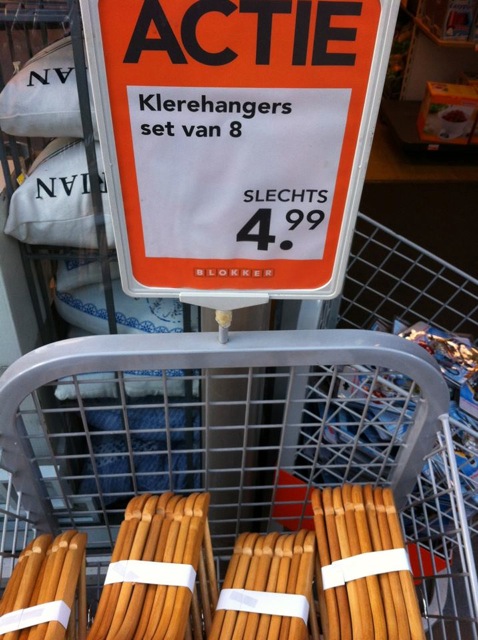 ACTIE
Klerehangers
set van 8
SLECHTS
4.99
BLOKKER